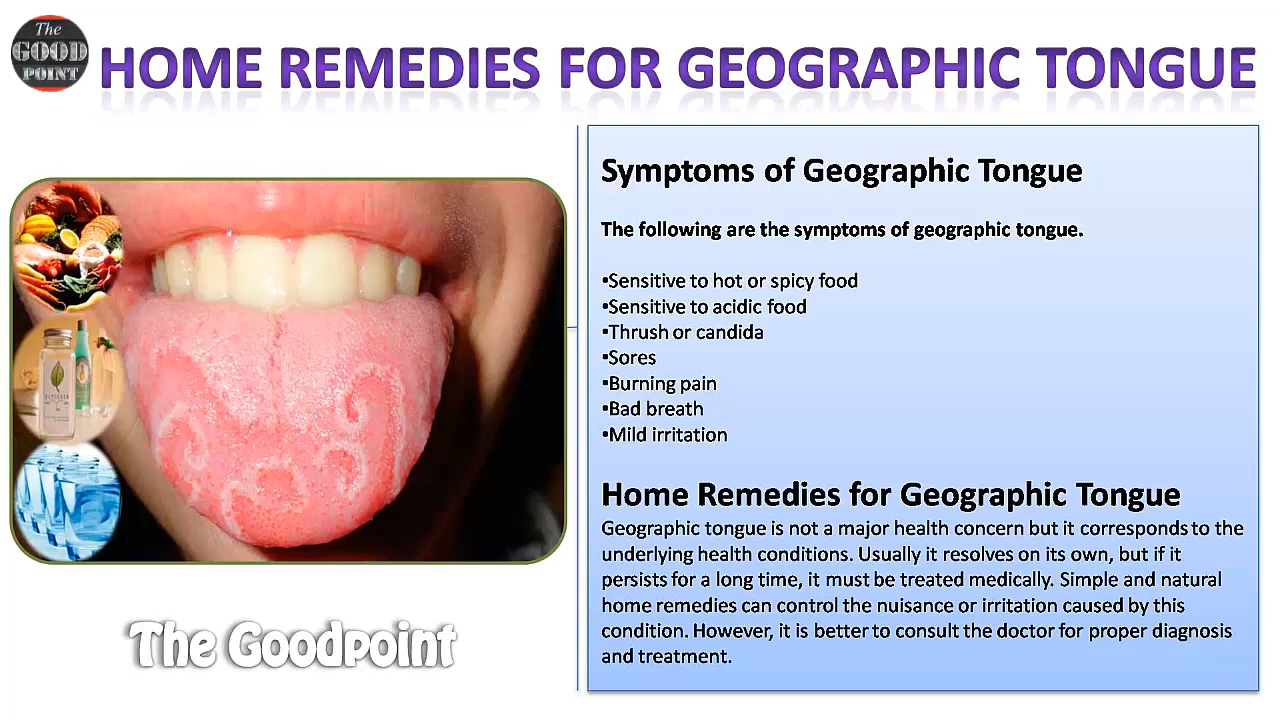 The
GOOD
POINT
HOME REMEDIES FOR GEOGRAPHIC TONGUE
Symptoms of Geographic Tongue
The following are the symptoms of geographic tongue.
•Sensitive to hot or spicy food
•Sensitive to acidic food
•Thrush or candida
•Sores
•Burning pain
•Bad breath
•Mild irritation
Home Remedies for Geographic Tongue
Geographic tongue is not a major health concern but it corresponds to the
underlying health conditions. Usually it resolves on its own, but if it
persists for a long time, it must be treated medically. Simple and natural
home remedies can control the nuisance or irritation caused by this
condition. However, it is better to consult the doctor for proper diagnosis
and treatment.
The Goodpoint